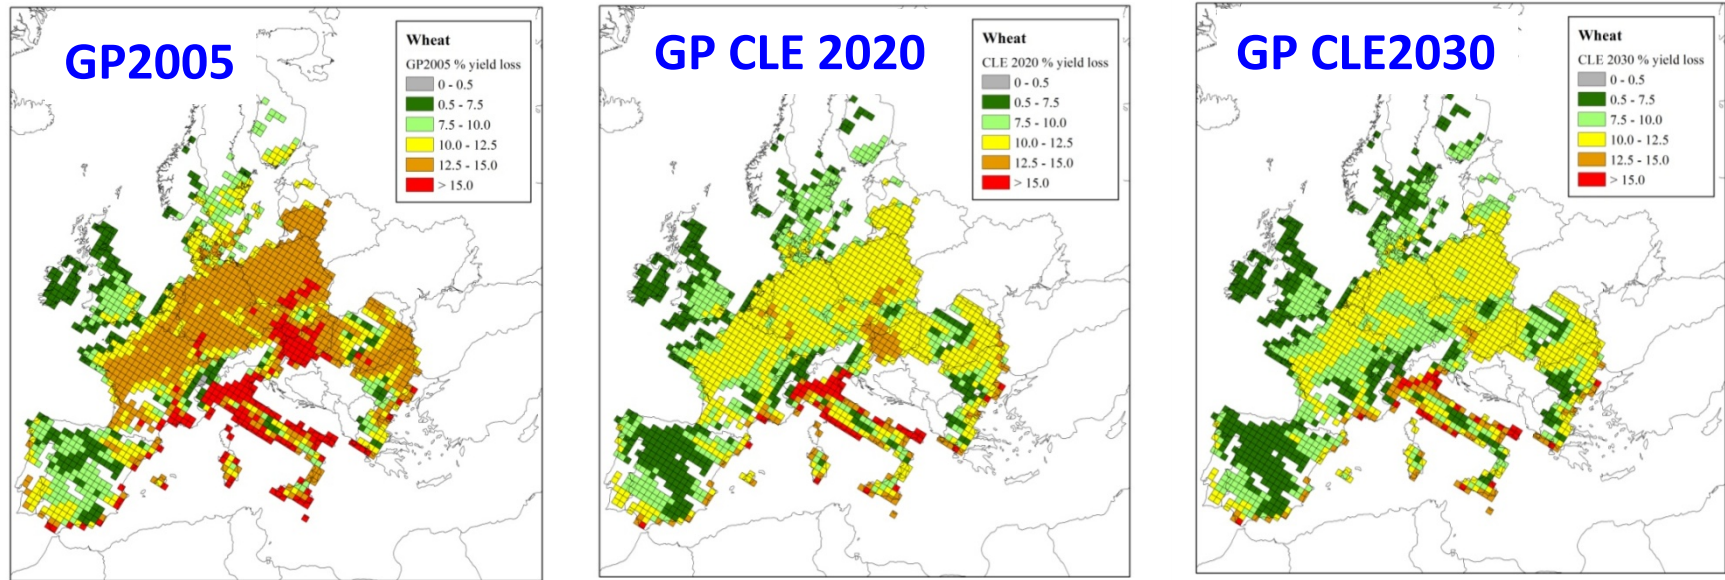 GP2005
Wheat
GP2005 % yield loss
0 - 0.5
0.5 - 7.5
7.5 - 10.0
10.0 - 12.5
12.5 - 15.0
> 15.0
GP CLE 2020
Wheat
CLE 2020 % yield loss
0 - 0.5
0.5 - 7.5
7.5 - 10.0
10.0 - 12.5
12.5 - 15.0
> 15.0
GP CLE2030
Wheat
CLE 2030 % yield loss
0 - 0.5
0.5 - 7.5
7.5 - 10.0
10.0 - 12.5
12.5 - 15.0
> 15.0